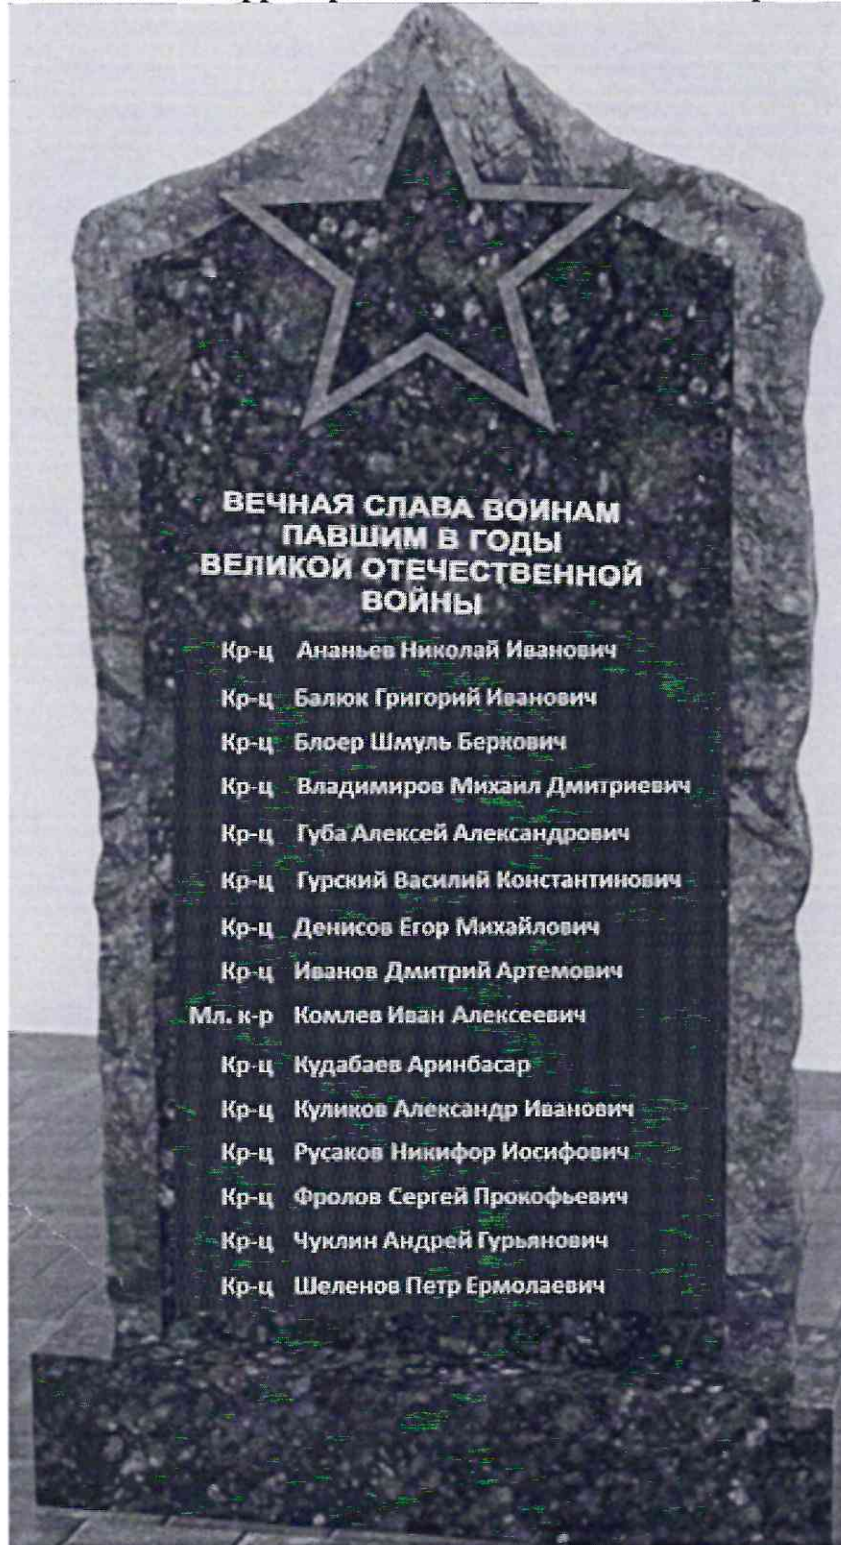 ВЕЧНАЯ СЛАВА ВОИНАМ
ПАВШИМ В ГОДЫ
ВЕЛИКОЙ ОТЕЧЕСТВЕННОЙ
ВОЙНЫ
Кр-ц Ананьев Николай Иванович
Кр-ц Балюк Григорий Иванович
Кр-ц Блоер Шмуль Беркович
Кр-ц Владимиров Михаил Дмитриевич
Кр-ц Губа Алексей Александрович
Кр-ц Гурский Василий Константинович
Кр-ц Денисов Егор Михайлович
Кр-ц Иванов Дмитрий Артемович
Мл. к-р Комлев Иван Алексеевич
Кр-ц Кудабаев Аринбасар
Кр-ц Куликов Александр Иванович
Кр-ц Русаков Никифор Иосифович
Кр-ц Фролов Сергей Прокофьевич
Кр-ц Чуклин Андрей Гурьянович
Кр-ц Шеленов Петр Ермолаевич